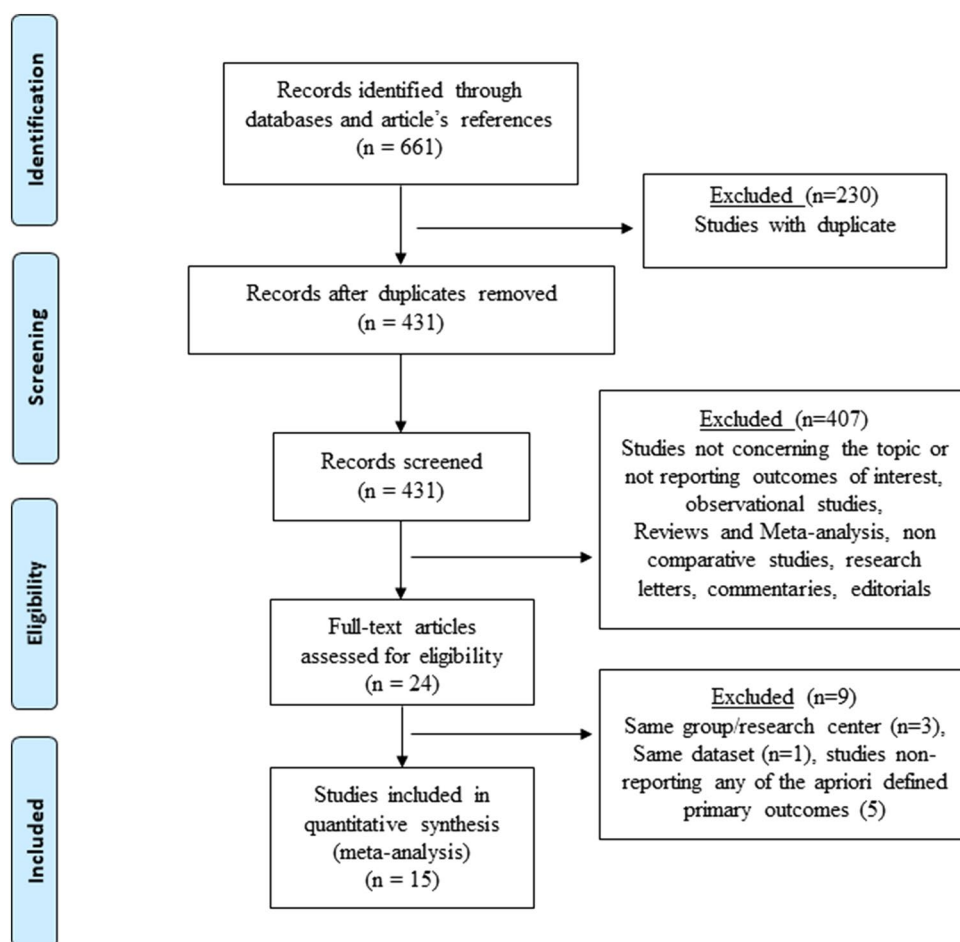 Identification
Records identified through
databases and article's references
(n = 661)
Excluded (n=230)
Studies with duplicate
Screening
Records after duplicates removed
(n = 431)
Records screened
(n = 431)
Excluded (n=407)
Studies not concerning the topic or
not reporting outcomes of interest,
observational studies,
Reviews and Meta-analysis, non
comparative studies, research
letters, commentaries, editorials
Eligibility
Full-text articles
assessed for eligibility
(n = 24)
Excluded (n=9)
Same group/research center (n=3),
Same dataset (n=1), studies non-
reporting any of the apriori defined
primary outcomes (5)
Included
Studies included in
quantitative synthesis
(meta-analysis)
(n = 15)